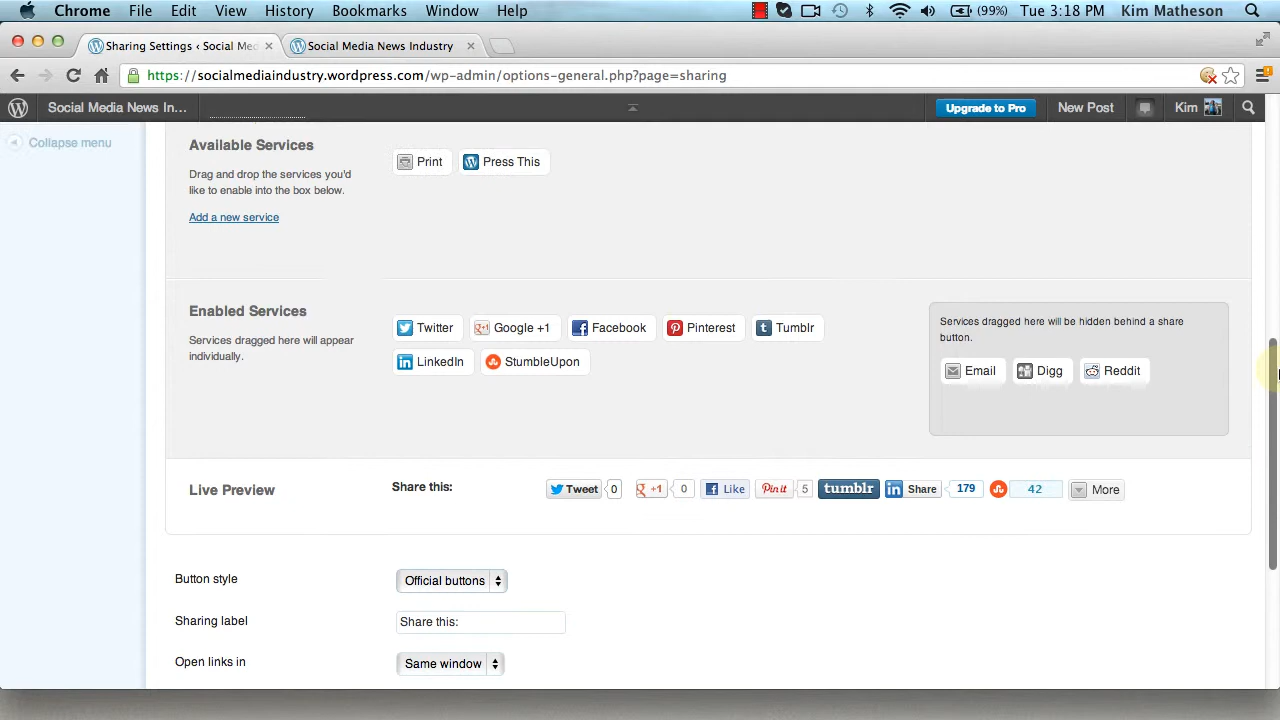 Chrome File Edit View History Bookmarks Window Help (99%) Tue 3:18 PM Kim Matheson
Sharing Settings ‹ Social Med
Social Media News Industry
https://socialmediaindustry.wordpress.com/wp-admin/options-general.php?page=sharing
Social Media News In... Upgrade to Pro New Post Kim
Collapse menu
Available Services
Drag and drop the services you'd
like to enable into the box below.
Add a new service
Print Press This
Enabled Services
Services dragged here will appear
individually.
Twitter Google +1 Facebook Pinterest Tumblr
LinkedIn StumbleUpon
Services dragged here will be hidden behind a share
button.
Email Digg Reddit
Live Preview
Share this: Tweet 0 +1 0 Like Pin it 5 tumblr Share 179 42 More
Button style Official buttons
Sharing label Share this:
Open links in Same window